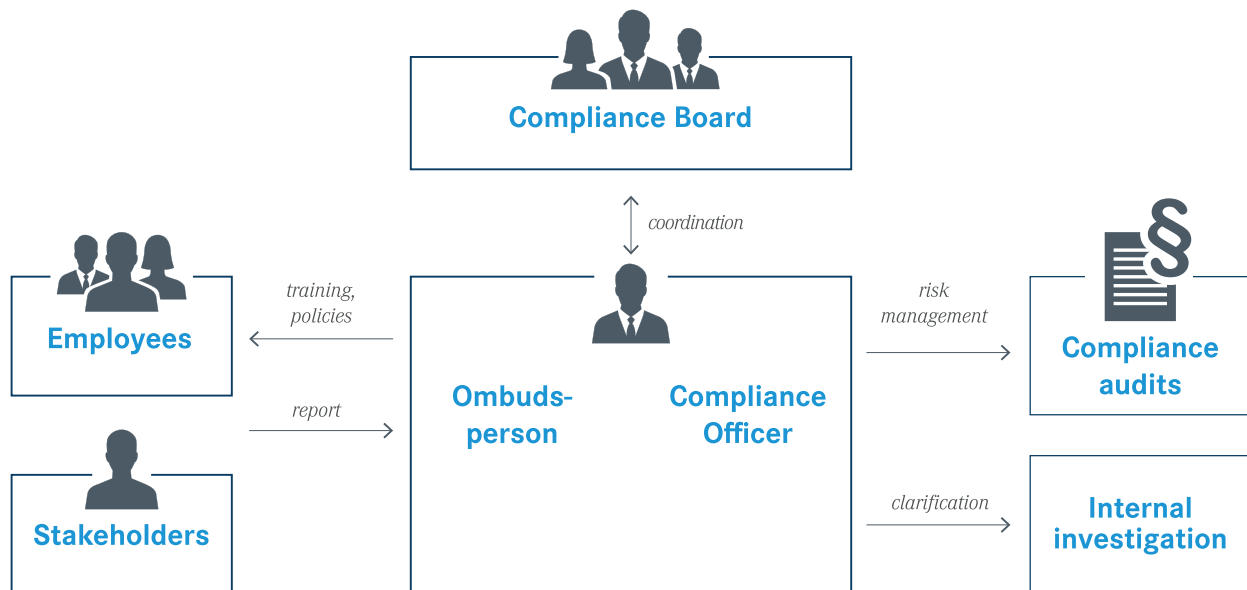 Compliance Board
coordination
Employees
training,
policies
report
Stakeholders
Ombuds-
person
Compliance
Officer
risk
management
§
Compliance
audits
clarification
Internal
investigation